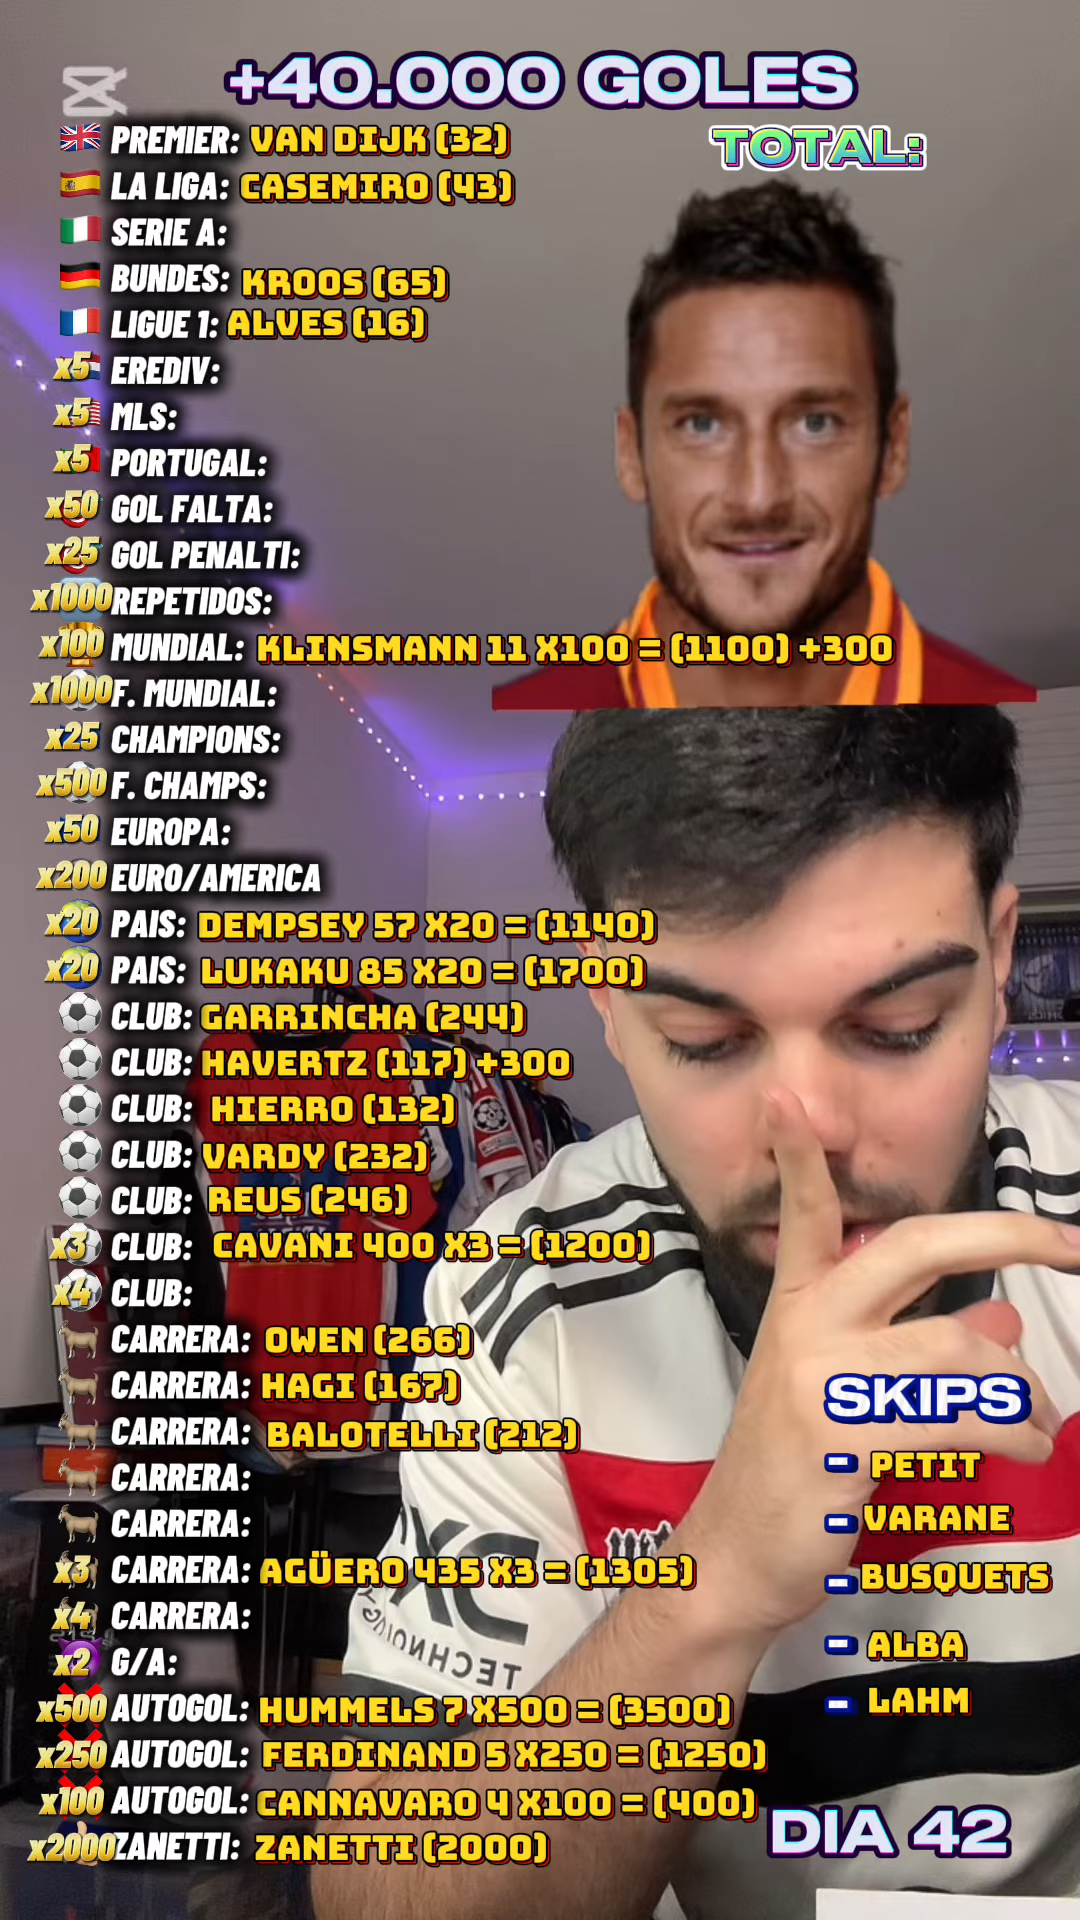 +40.000 GOLES
TOTAL:
PREMIER: VAN DIJK (32)
LA LIGA: CASEMIRO (43)
SERIE A:
BUNDES: KROOS (65)
LIGUE 1: ALVES (16)
x5 EREDIV:
x5 MLS:
x5 PORTUGAL:
x50 GOL FALTA:
x25 GOL PENALTI:
x1000 REPETIDOS:
x100 MUNDIAL: KLINSMANN 11 X100 = (1100) +300
x1000 F. MUNDIAL:
x25 CHAMPIONS:
x500 F. CHAMPS:
x50 EUROPA:
x200 EURO/AMERICA
x20 PAIS: DEMPSEY 57 X20 = (1140)
x20 PAIS: LUKAKU 85 X20 = (1700)
CLUB: GARRINCHA (244)
CLUB: HAVERTZ (117) +300
CLUB: HIERRO (132)
CLUB: VARDY (232)
CLUB: REUS (246)
x3 CLUB: CAVANI 400 X3 = (1200)
x4 CLUB:
CARRERA: OWEN (266)
CARRERA: HAGI (167)
CARRERA: BALOTELLI (212)
CARRERA:
CARRERA:
x3 CARRERA: AGÜERO 435 X3 = (1305)
x4 CARRERA:
x2 G/A:
x500 AUTOGOL: HUMMELS 7 X500 = (3500)
x250 AUTOGOL: FERDINAND 5 X250 = (1250)
x100 AUTOGOL: CANNAVARO 4 X100 = (400)
x2000 ZANETTI: ZANETTI (2000)
SKIPS
- PETIT
- VARANE
- BUSQUETS
- ALBA
- LAHM
DIA 42
TECHNOLOGY